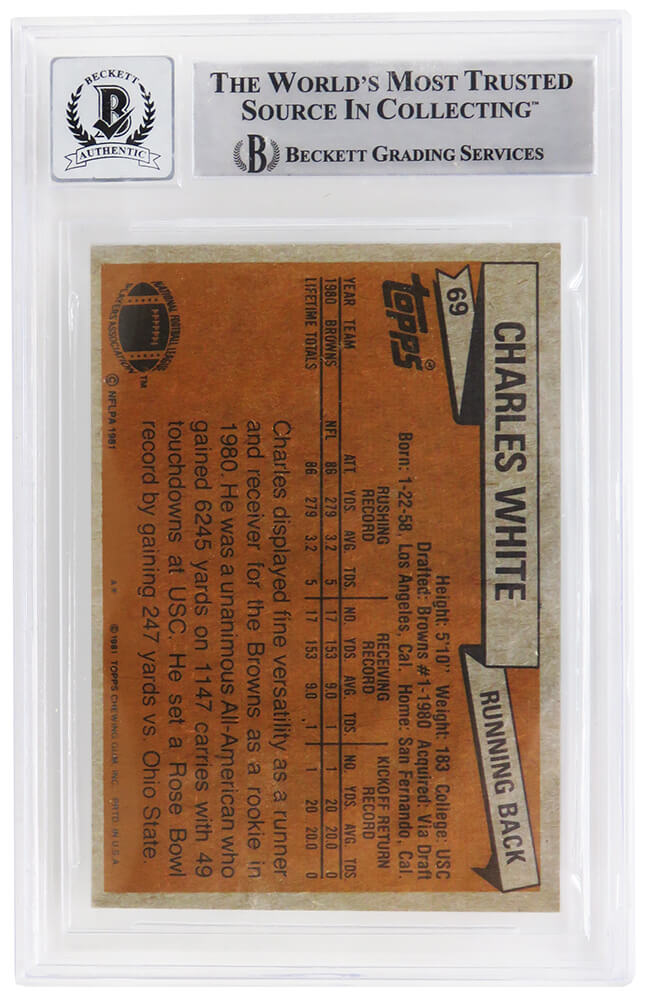 BECKETT
B
AUTHENTIC
THE WORLD'S MOST TRUSTED
SOURCE IN COLLECTING™
B BECKETT GRADING SERVICES
CHARLES WHITE
RUNNING BACK
69
TOPPS®
Height: 5'10" Weight: 183 College: USC
Drafted: Browns #1-1980 Acquired: Via Draft
Born: 1-22-58, Los Angeles, Cal. Home: San Fernando, Cal.
RUSHING RECORD RECEIVING RECORD KICKOFF RETURN RECORD
YEAR TEAM ATT. YDS. AVG. TDS. NO. YDS. AVG. TDS. NO. YDS. AVG. TDS.
1980 BROWNS NFL 86 279 3.2 5 17 153 9.0 1 1 20 20.0 0
LIFETIME TOTALS 86 279 3.2 5 17 153 9.0 1 1 20 20.0 0
Charles displayed fine versatility as a runner
and receiver for the Browns as a rookie in
1980. He was a unanimous All-American who
gained 6245 yards on 1147 carries with 49
touchdowns at USC. He set a Rose Bowl
record by gaining 247 yards vs. Ohio State.
NATIONAL FOOTBALL LEAGUE
PLAYERS ASSOCIATION
TM
© NFLPA 1981
©1981 TOPPS CHEWING GUM, INC. PRTD. IN U.S.A.